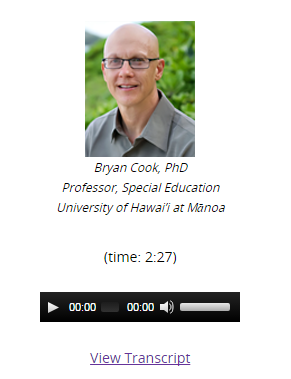 Bryan Cook, PhD
Professor, Special Education
University of Hawai'i at Mānoa
(time: 2:27)
00:00 00:00
View Transcript